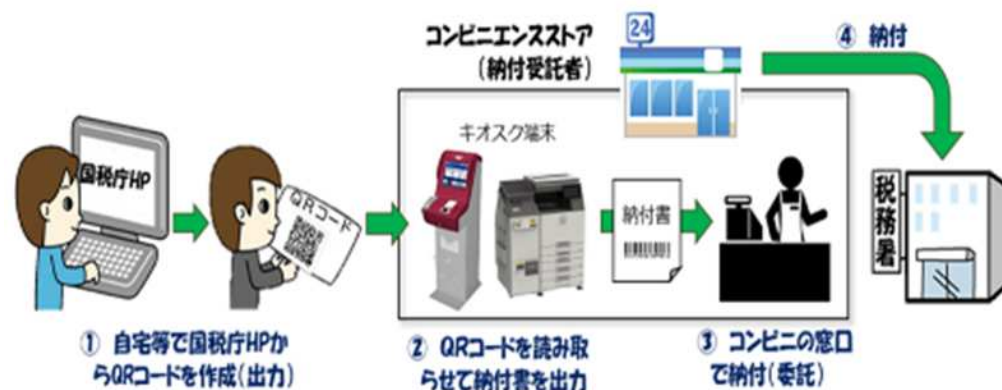 コンビニエンスストア
(納付受託者)
24
④ 納付
キオスク端末
国税庁HP
QRコード
納付書
税務署
① 自宅等で国税庁HPか
らQRコードを作成(出力)
② QRコードを読み取
らせて納付書を出力
③ コンビニの窓口
で納付(委託)